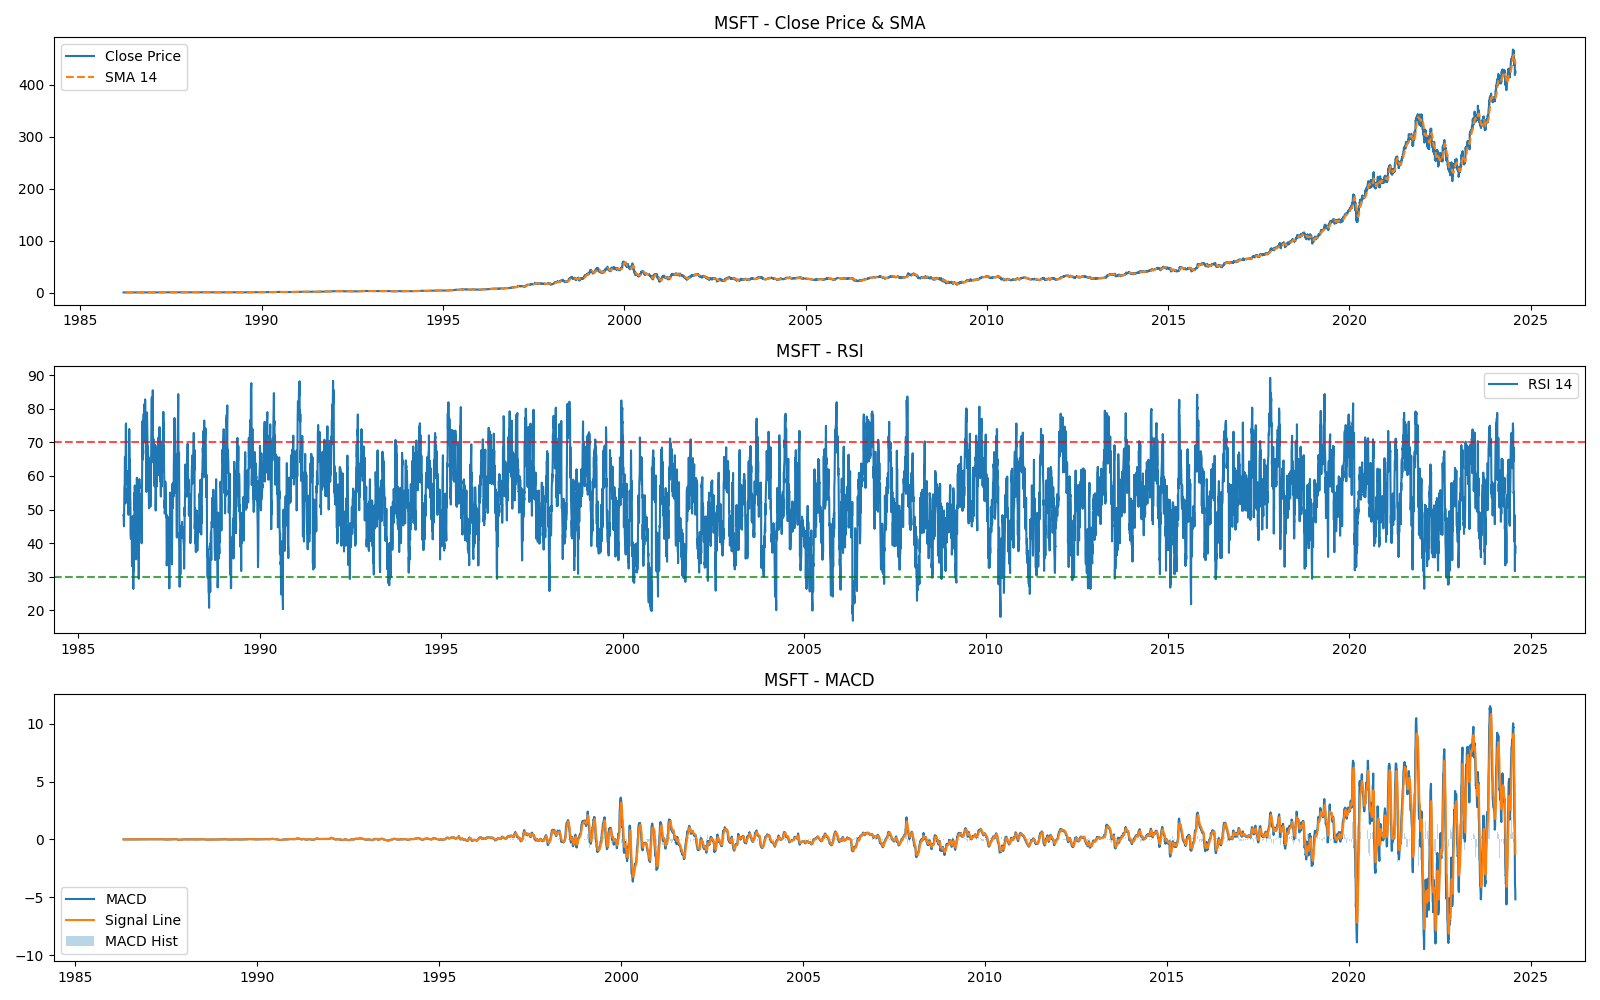 MSFT - Close Price & SMA
Close Price
SMA 14
400
300
200
100
0
1985 1990 1995 2000 2005 2010 2015 2020 2025
MSFT - RSI
RSI 14
90
80
70
60
50
40
30
20
1985 1990 1995 2000 2005 2010 2015 2020 2025
MSFT - MACD
10
5
0
−5
−10
MACD
Signal Line
MACD Hist
1985 1990 1995 2000 2005 2010 2015 2020 2025